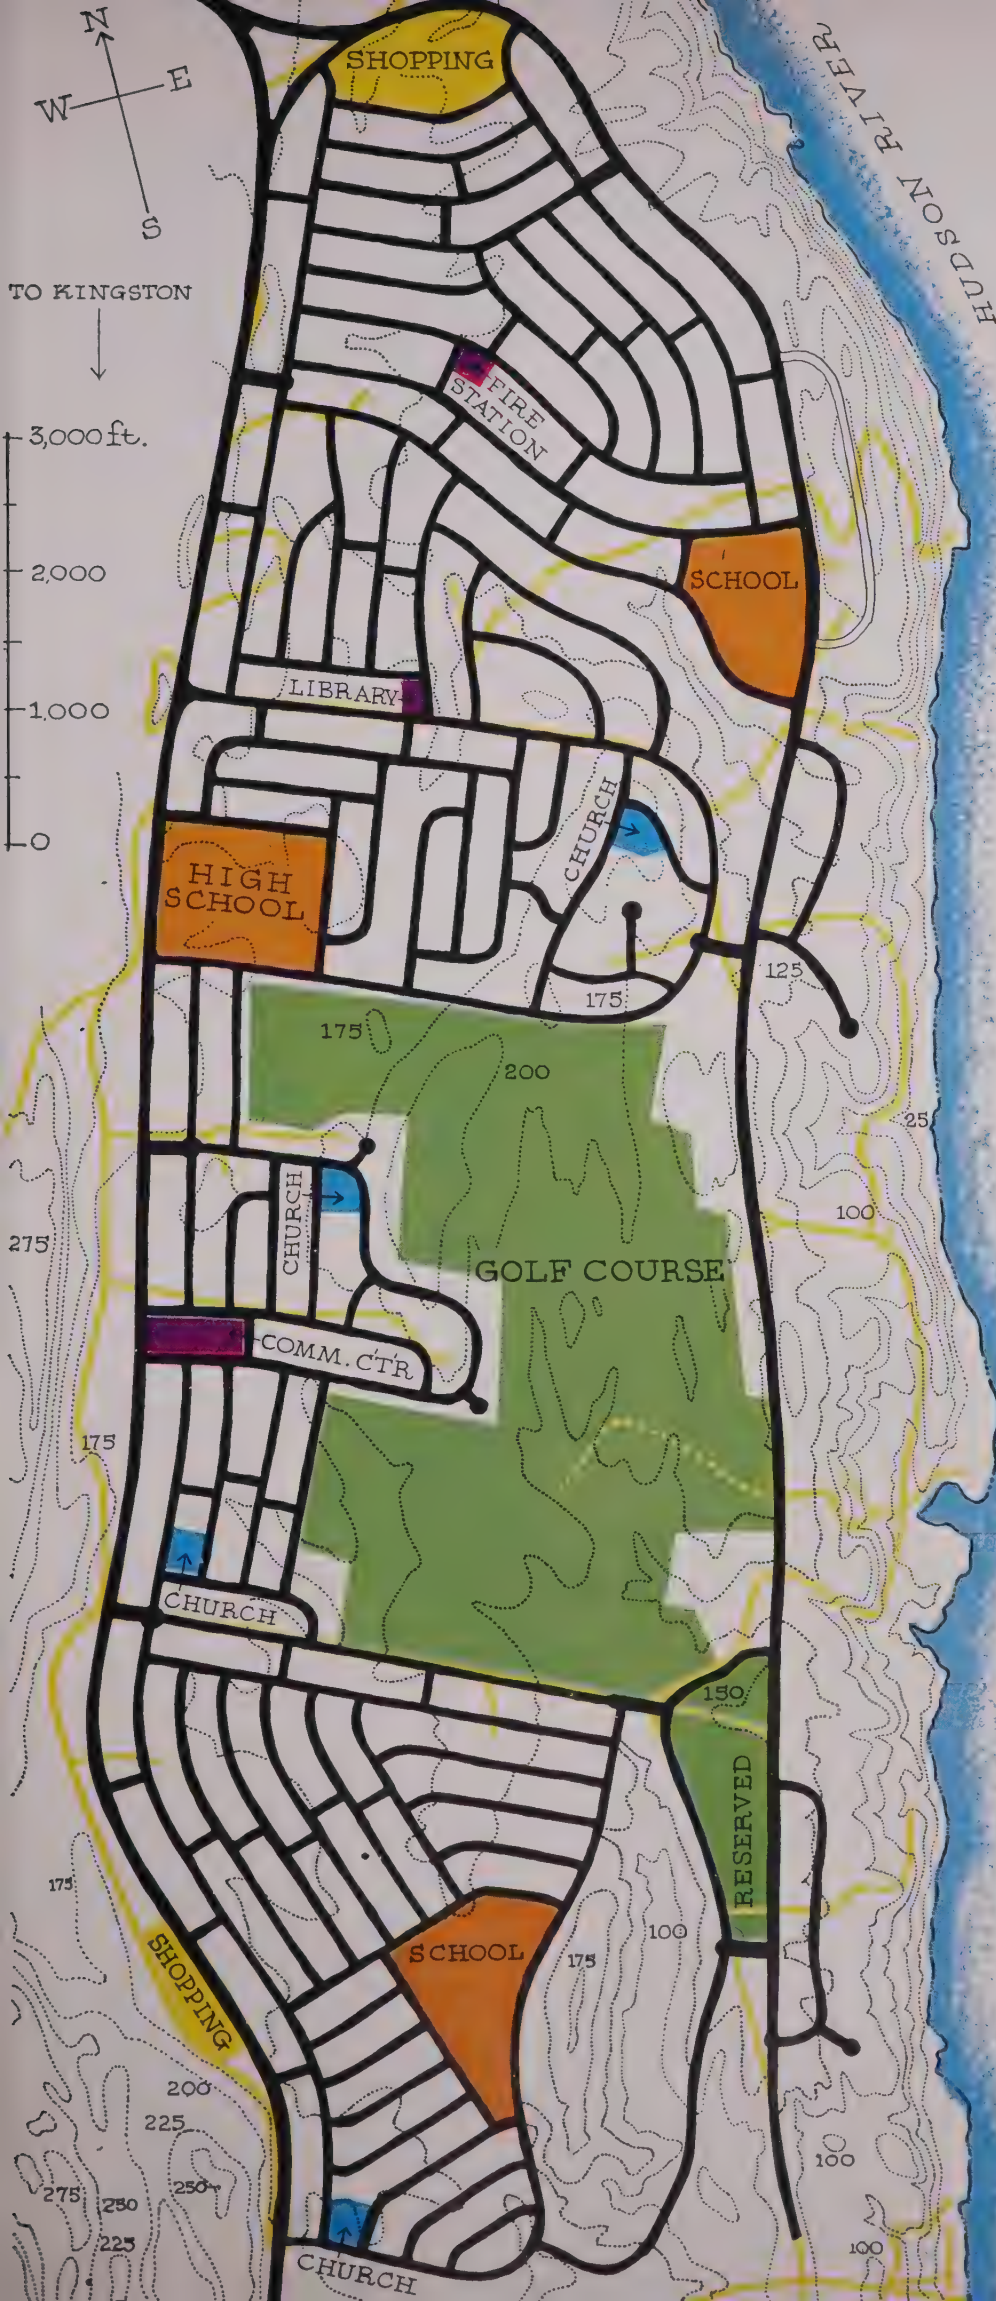 N
SHOPPING
W
E
S
HUDSON RIVER
TO KINGSTON
FIRE
STATION
3,000 ft.
2,000
SCHOOL
1,000
LIBRARY
CHURCH
0
HIGH
SCHOOL
125
175
175
200
25
CHURCH
100
275
GOLF COURSE
COMM. CTR
175
CHURCH
150
RESERVED
175
100
SCHOOL
175
SHOPPING
200
225
100
275
250
250
225
100
CHURCH